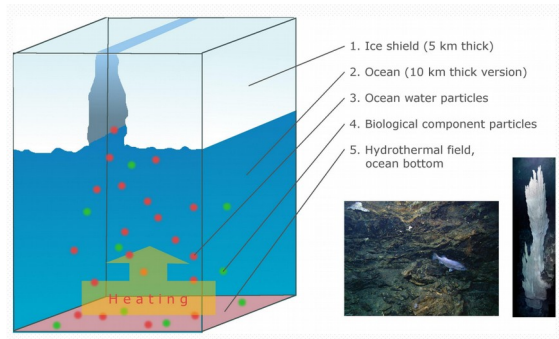 1. Ice shield (5 km thick)
2. Ocean (10 km thick version)
3. Ocean water particles
4. Biological component particles
5. Hydrothermal field,
ocean bottom
Heating